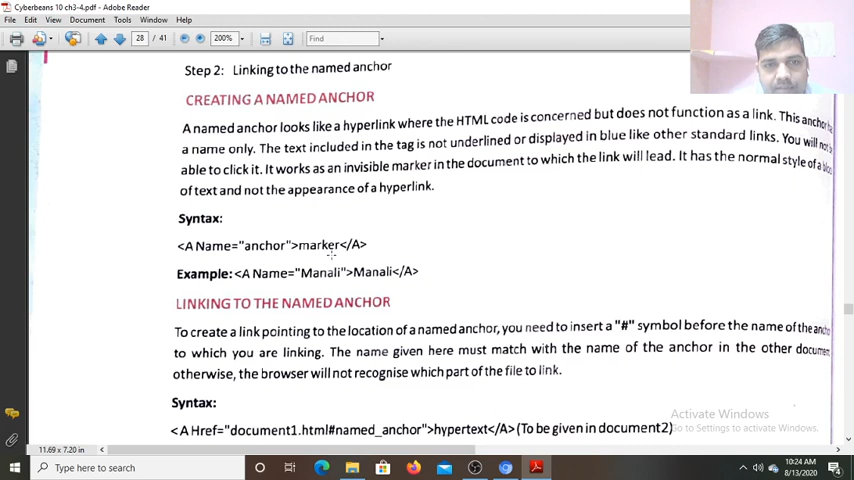 Cyberbeans 10 ch3-4.pdf - Adobe Reader
File Edit View Document Tools Window Help
28 / 41 200% Find
Step 2: Linking to the named anchor
CREATING A NAMED ANCHOR
A named anchor looks like a hyperlink where the HTML code is concerned but does not function as a link. This anchor ha
a name only. The text included in the tag is not underlined or displayed in blue like other standard links. You will not
able to click it. It works as an invisible marker in the document to which the link will lead. It has the normal style of a
of text and not the appearance of a hyperlink.
Syntax:
<A Name="anchor">marker</A>
Example: <A Name="Manali">Manali</A>
LINKING TO THE NAMED ANCHOR
To create a link pointing to the location of a named anchor, you need to insert a "#" symbol before the name of the
to which you are linking. The name given here must match with the name of the anchor in the other
otherwise, the browser will not recognise which part of the file to link.
Syntax:
<A Href="document1.html#named_anchor">hypertext</A> (To be given in document2)
Activate Windows
Go to Settings to activate Windows.
11.69 x 7.20 in
Type here to search
10:24 AM
8/13/2020
4